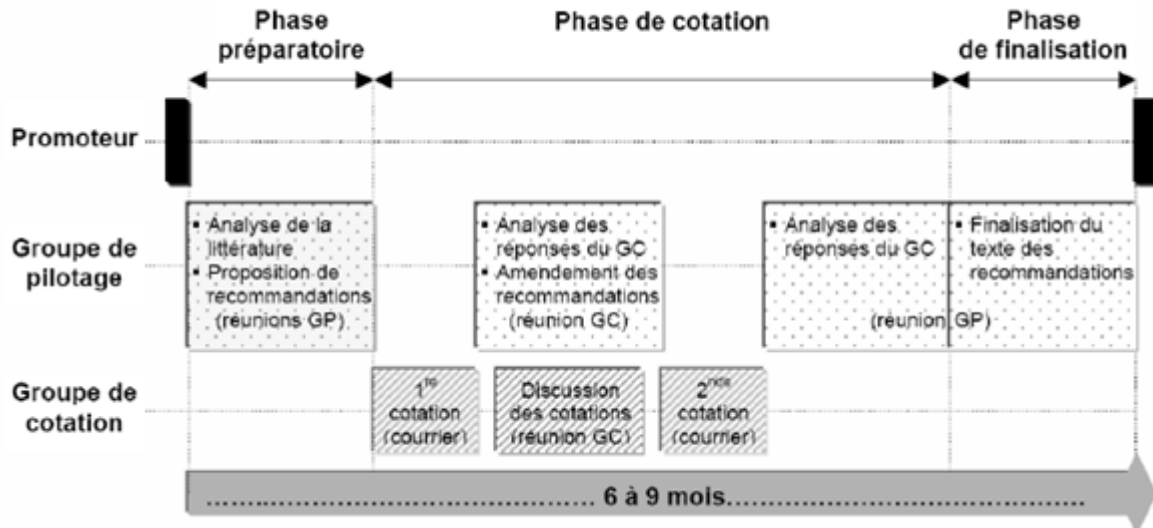 Phase
préparatoire
Phase de cotation
Phase
de finalisation
Promoteur
Groupe de
pilotage
▪ Analyse de la
littérature
▪ Proposition de
recommandations
(réunions GP)
▪ Analyse des
réponses du GC
▪ Amendement des
recommandations
(réunion GC)
▪ Analyse des
réponses du GC
▪ Finalisation du
texte des
recommandations
(réunion GP)
Groupe de
cotation
1re
cotation
(courrier)
Discussion
des cotations
(réunion GC)
2nde
cotation
(courrier)
6 à 9 mois